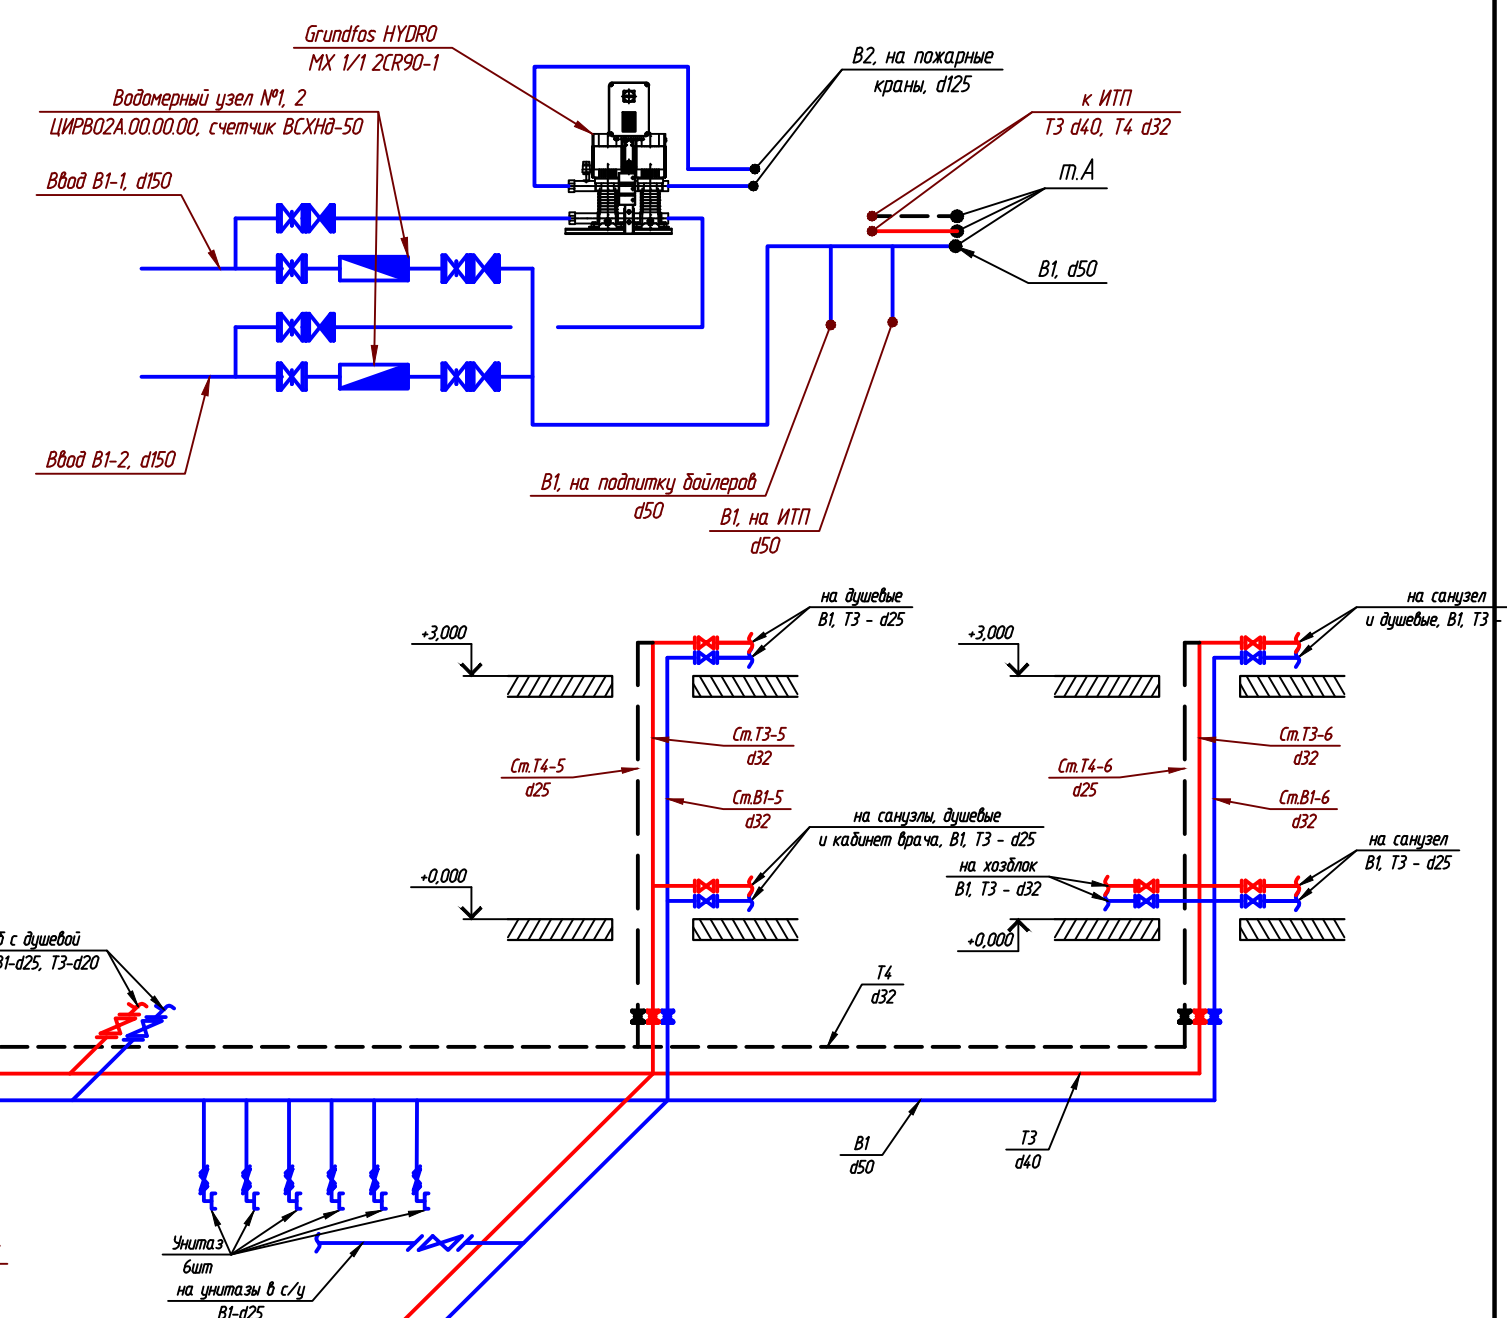 Grundfos HYDRO
MX 1/1 2CR90-1
В2, на пожарные
краны, d125
Водомерный узел №1, 2
ЦИРВ02А.00.00.00, счетчик ВСХНд-50
к ИТП
Т3 d40, Т4 d32
т.А
Ввод В1-1, d150
В1, d50
Ввод В1-2, d150
В1, на подпитку бойлеров
d50
В1, на ИТП
d50
на душевые
В1, Т3 - d25
на санузел
и душевые, В1, Т3 -
+3,000
+3,000
Ст.Т3-5
d32
Ст.Т4-5
d25
Ст.В1-5
d32
Ст.Т3-6
d32
Ст.Т4-6
d25
Ст.В1-6
d32
на санузлы, душевые
и кабинет врача, В1, Т3 - d25
на санузел
В1, Т3 - d25
на хозблок
В1, Т3 - d32
+0,000
+0,000
б с душевой
В1-d25, Т3-d20
Т4
d32
В1
d50
Т3
d40
Унитаз
6шт
на унитазы в с/у
В1-d25